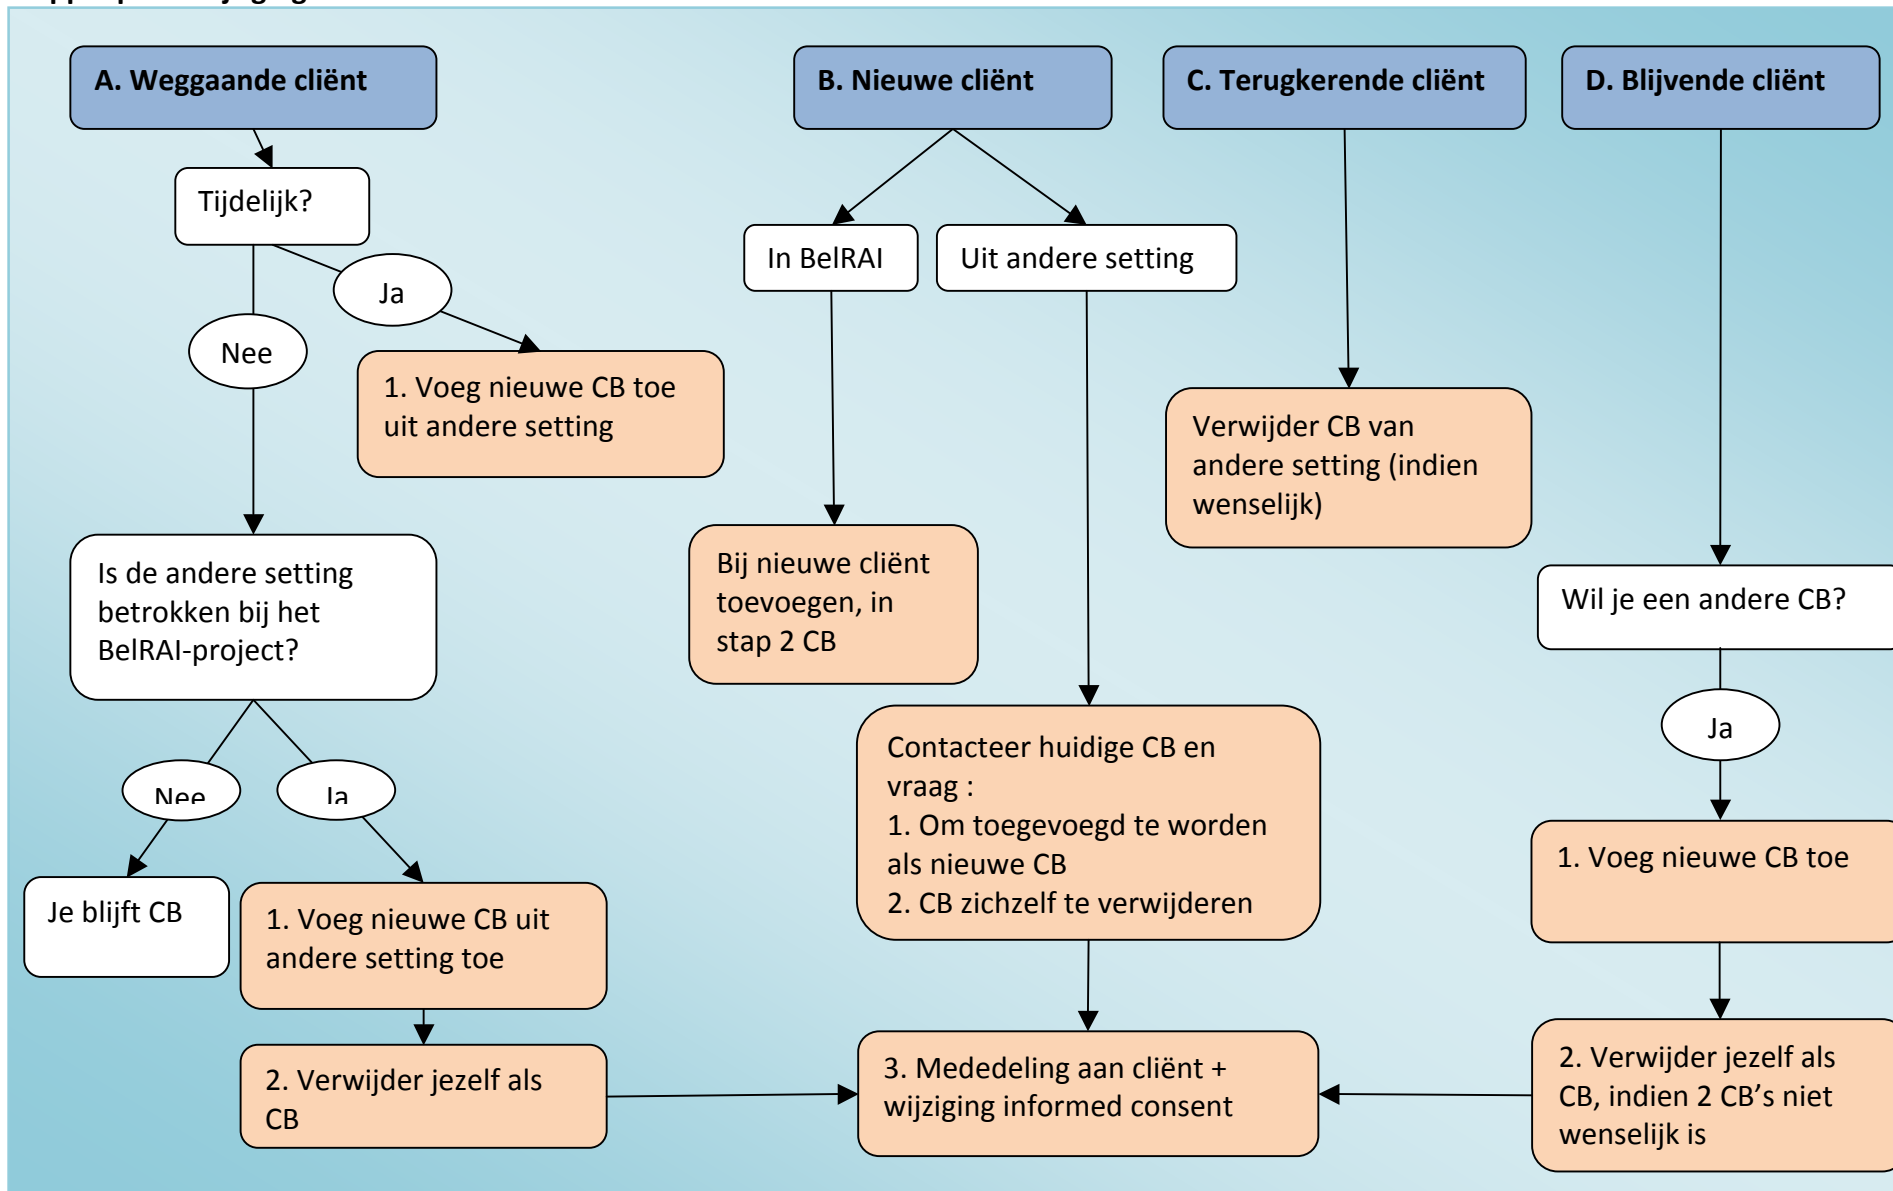 A. Weggaande cliënt
Tijdelijk?
Ja
Nee
1. Voeg nieuwe CB toe
uit andere setting
Is de andere setting
betrokken bij het
BelRAI-project?
Nee
Ja
Je blijft CB
1. Voeg nieuwe CB uit
andere setting toe
2. Verwijder jezelf als
CB
B. Nieuwe cliënt
In BelRAI
Uit andere setting
Bij nieuwe cliënt
toevoegen, in
stap 2 CB
Contacteer huidige CB en
vraag :
1. Om toegevoegd te worden
als nieuwe CB
2. CB zichzelf te verwijderen
3. Mededeling aan cliënt +
wijziging informed consent
C. Terugkerende cliënt
Verwijder CB van
andere setting (indien
wenselijk)
D. Blijvende cliënt
Wil je een andere CB?
Ja
1. Voeg nieuwe CB toe
2. Verwijder jezelf als
CB, indien 2 CB’s niet
wenselijk is